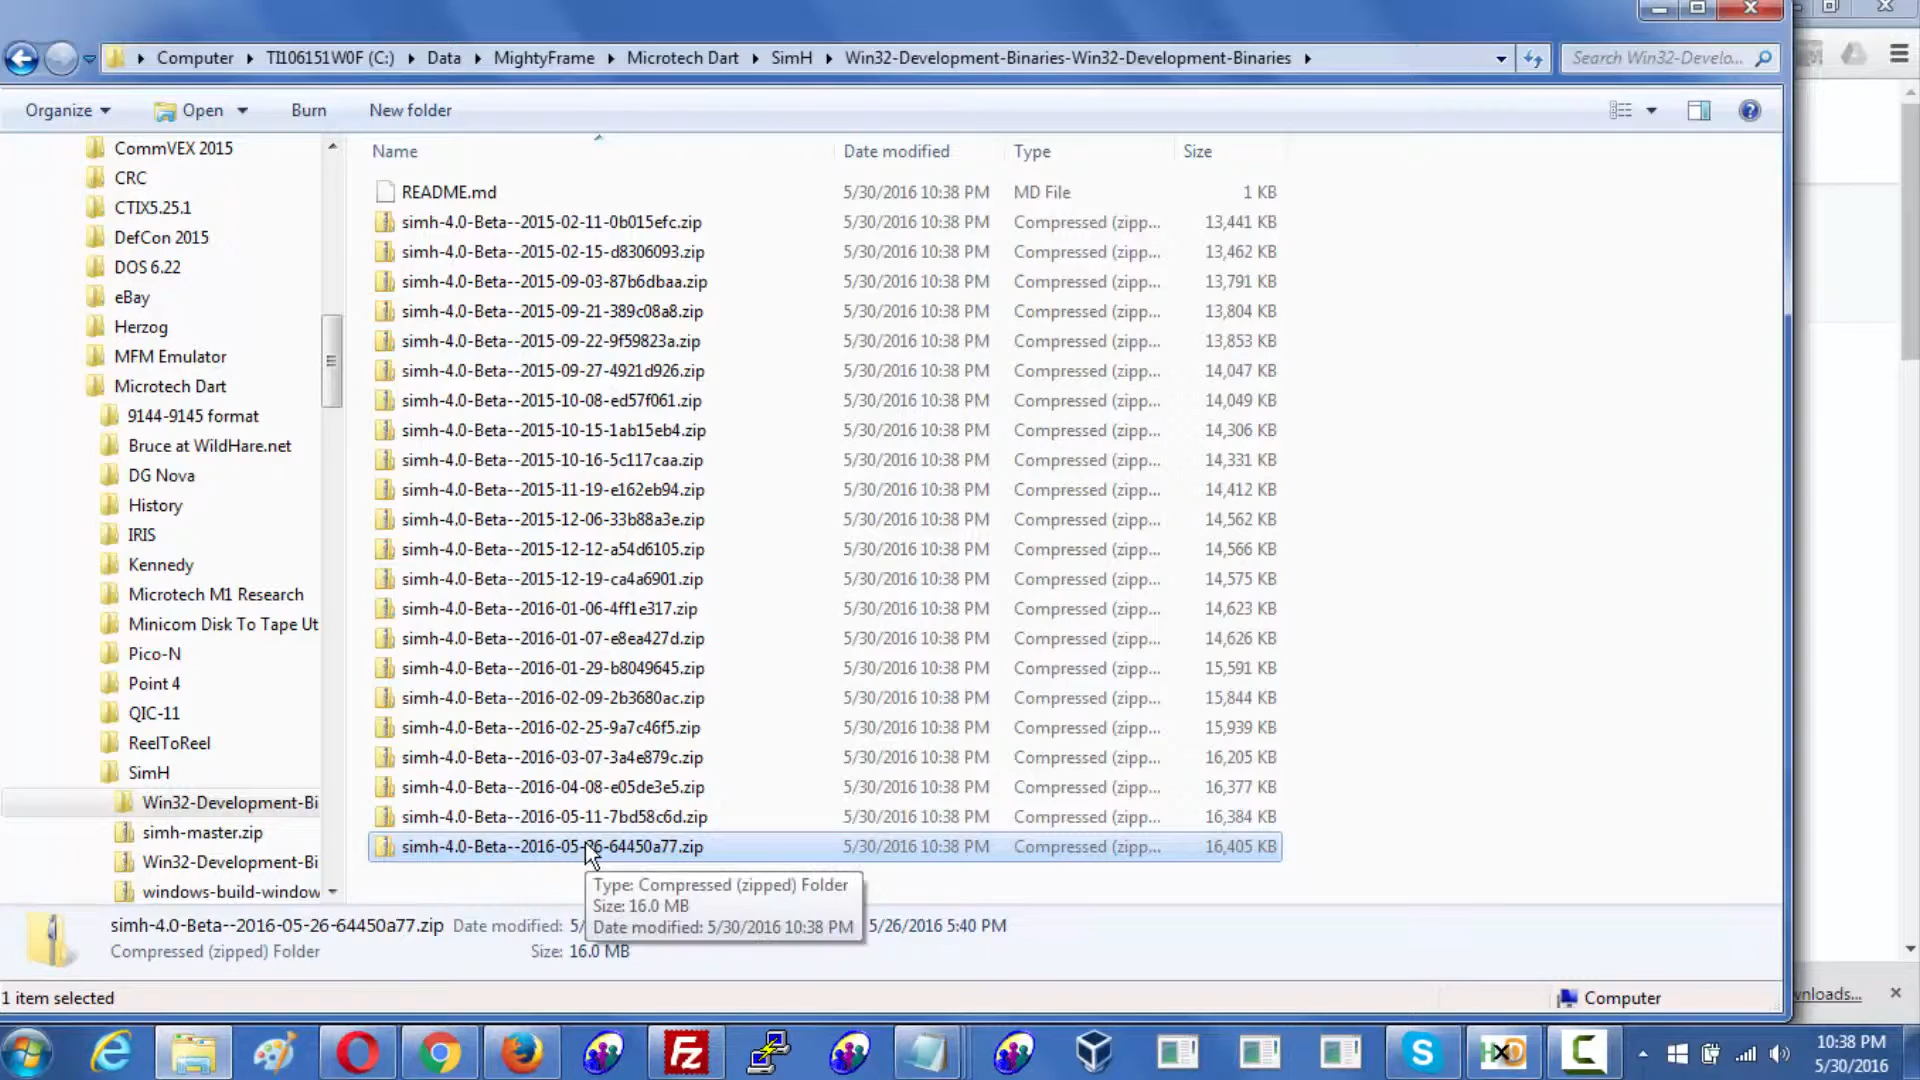 Computer TI106151W0F (C:) Data MightyFrame Microtech Dart SimH Win32-Development-Binaries-Win32-Development-Binaries Search Win32-Develo...
Organize Open Burn New folder
Name Date modified Type Size
CommVEX 2015
CRC
CTIX5.25.1
DefCon 2015
DOS 6.22
eBay
Herzog
MFM Emulator
Microtech Dart
9144-9145 format
Bruce at WildHare.net
DG Nova
History
IRIS
Kennedy
Microtech M1 Research
Minicom Disk To Tape Ut
Pico-N
Point 4
QIC-11
ReelToReel
SimH
Win32-Development-Bi
simh-master.zip
Win32-Development-Bi
windows-build-window
README.md 5/30/2016 10:38 PM MD File 1 KB
simh-4.0-Beta--2015-02-11-0b015efc.zip 5/30/2016 10:38 PM Compressed (zipp... 13,441 KB
simh-4.0-Beta--2015-02-15-d8306093.zip 5/30/2016 10:38 PM Compressed (zipp... 13,462 KB
simh-4.0-Beta--2015-09-03-87b6dbaa.zip 5/30/2016 10:38 PM Compressed (zipp... 13,791 KB
simh-4.0-Beta--2015-09-21-389c08a8.zip 5/30/2016 10:38 PM Compressed (zipp... 13,804 KB
simh-4.0-Beta--2015-09-22-9f59823a.zip 5/30/2016 10:38 PM Compressed (zipp... 13,853 KB
simh-4.0-Beta--2015-09-27-4921d926.zip 5/30/2016 10:38 PM Compressed (zipp... 14,047 KB
simh-4.0-Beta--2015-10-08-ed57f061.zip 5/30/2016 10:38 PM Compressed (zipp... 14,049 KB
simh-4.0-Beta--2015-10-15-1ab15eb4.zip 5/30/2016 10:38 PM Compressed (zipp... 14,306 KB
simh-4.0-Beta--2015-10-16-5c117caa.zip 5/30/2016 10:38 PM Compressed (zipp... 14,331 KB
simh-4.0-Beta--2015-11-19-e162eb94.zip 5/30/2016 10:38 PM Compressed (zipp... 14,412 KB
simh-4.0-Beta--2015-12-06-33b88a3e.zip 5/30/2016 10:38 PM Compressed (zipp... 14,562 KB
simh-4.0-Beta--2015-12-12-a54d6105.zip 5/30/2016 10:38 PM Compressed (zipp... 14,566 KB
simh-4.0-Beta--2015-12-19-ca4a6901.zip 5/30/2016 10:38 PM Compressed (zipp... 14,575 KB
simh-4.0-Beta--2016-01-06-4ff1e317.zip 5/30/2016 10:38 PM Compressed (zipp... 14,623 KB
simh-4.0-Beta--2016-01-07-e8ea427d.zip 5/30/2016 10:38 PM Compressed (zipp... 14,626 KB
simh-4.0-Beta--2016-01-29-b8049645.zip 5/30/2016 10:38 PM Compressed (zipp... 15,591 KB
simh-4.0-Beta--2016-02-09-2b3680ac.zip 5/30/2016 10:38 PM Compressed (zipp... 15,844 KB
simh-4.0-Beta--2016-02-25-9a7c46f5.zip 5/30/2016 10:38 PM Compressed (zipp... 15,939 KB
simh-4.0-Beta--2016-03-07-3a4e879c.zip 5/30/2016 10:38 PM Compressed (zipp... 16,205 KB
simh-4.0-Beta--2016-04-08-e05de3e5.zip 5/30/2016 10:38 PM Compressed (zipp... 16,377 KB
simh-4.0-Beta--2016-05-11-7bd58c6d.zip 5/30/2016 10:38 PM Compressed (zipp... 16,384 KB
simh-4.0-Beta--2016-05-26-64450a77.zip 5/30/2016 10:38 PM Compressed (zipp... 16,405 KB
Type: Compressed (zipped) Folder
Size: 16.0 MB
Date modified: 5/30/2016 10:38 PM
simh-4.0-Beta--2016-05-26-64450a77.zip Date modified: 5/ 5/26/2016 5:40 PM
Compressed (zipped) Folder Size: 16.0 MB
1 item selected Computer
wnloads...
10:38 PM
5/30/2016